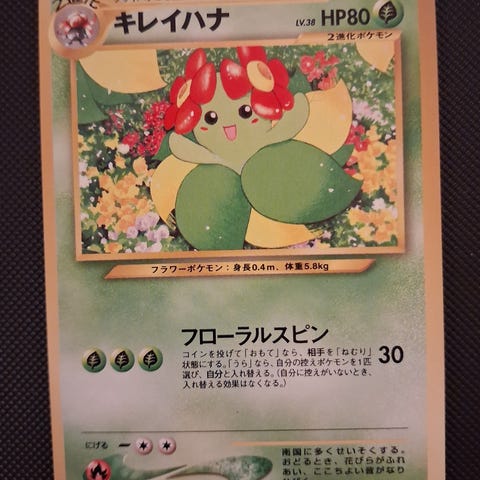 キレイハナ LV.38 HP80
2進化ポケモン
フラワーポケモン:身長0.4m、体重5.8kg
フローラルスピン
コインを投げて「おもて」なら、相手を「ねむり」
状態にする。「うら」なら、自分の控えポケモンを1匹
選び、自分と入れ替える。(自分に控えがいないとき、
入れ替える効果はなくなる。)
30
にげる
南国に多くせいそくする。
おどるとき、花びらがふれ
あい、ここちよい音がなり